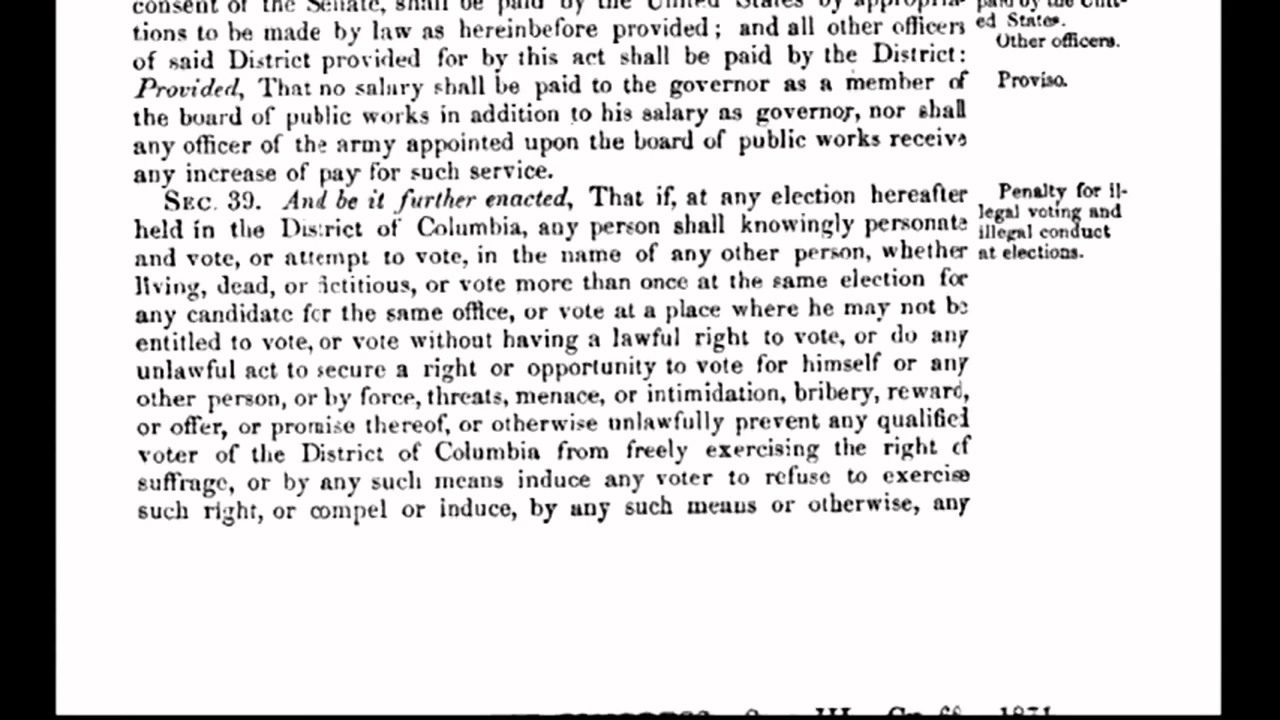 consent of the Senate, shall be paid by the United States by appropria-
tions to be made by law as hereinbefore provided; and all other officers
of said District provided for by this act shall be paid by the District:
Provided, That no salary shall be paid to the governor as a member of
the board of public works in addition to his salary as governor, nor shall
any officer of the army appointed upon the board of public works receive
any increase of pay for such service.
SEC. 39. And be it further enacted, That if, at any election hereafter
held in the District of Columbia, any person shall knowingly personate
and vote, or attempt to vote, in the name of any other person, whether
living, dead, or fictitious, or vote more than once at the same election for
any candidate for the same office, or vote at a place where he may not be
entitled to vote, or vote without having a lawful right to vote, or do any
unlawful act to secure a right or opportunity to vote for himself or any
other person, or by force, threats, menace, or intimidation, bribery, reward,
or offer, or promise thereof, or otherwise unlawfully prevent any qualified
voter of the District of Columbia from freely exercising the right of
suffrage, or by any such means induce any voter to refuse to exercise
such right, or compel or induce, by any such means or otherwise, any
paid by the Unit-
ed States.
Other officers.
Proviso.
Penalty for il-
legal voting and
illegal conduct
at elections.
1871